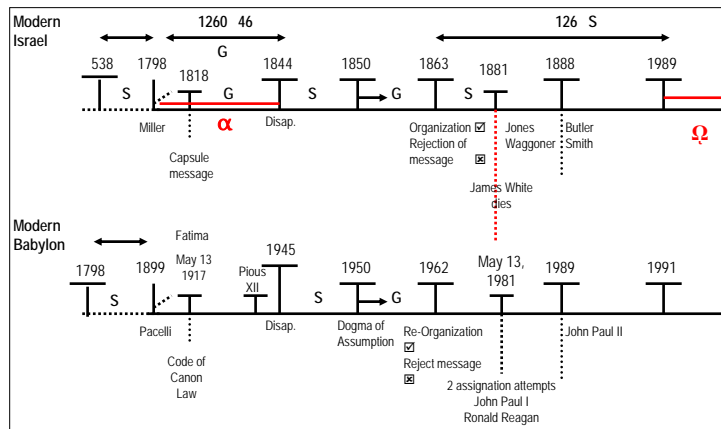 Modern
Israel
1260 46
G
126 S
538
1798
1818
1844
1850
1863
1881
1888
1989
S
G
S
G
S
α
Ω
Miller
Capsule
message
Disap.
Organization ☑
Rejection of
message
☒
Jones
Waggoner
Butler
Smith
James White
dies
Modern
Babylon
1798
1899
Fatima
May 13
1917
Pious
XII
1945
1950
1962
May 13,
1981
1989
1991
S
S
G
Pacelli
Code of
Canon
Law
Disap.
Dogma of
Assumption
Re-Organization
☑
Reject message
☒
2 assignation attempts
John Paul I
Ronald Reagan
John Paul II